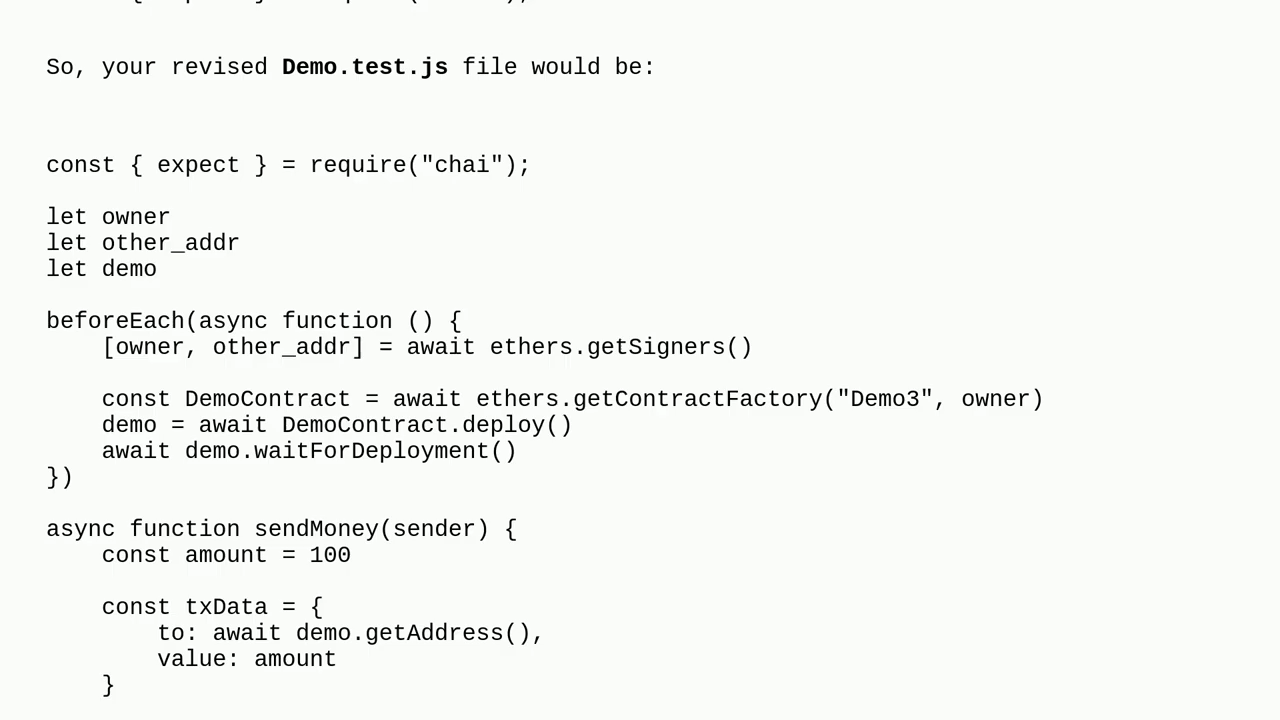 So, your revised Demo.test.js file would be:
const { expect } = require("chai");
let owner
let other_addr
let demo
beforeEach(async function () {
[owner, other_addr] = await ethers.getSigners()
const DemoContract = await ethers.getContractFactory("Demo3", owner)
demo = await DemoContract.deploy()
await demo.waitForDeployment()
})
async function sendMoney(sender) {
const amount = 100
const txData = {
to: await demo.getAddress(),
value: amount
}